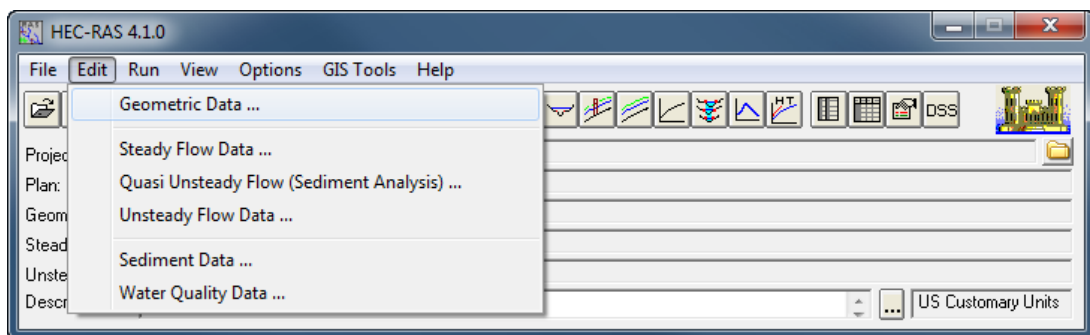 HEC-RAS 4.1.0
File Edit Run View Options GIS Tools Help
Geometric Data ...
HT DSS
Projec
Steady Flow Data ...
Plan:
Quasi Unsteady Flow (Sediment Analysis) ...
Geom
Unsteady Flow Data ...
Stead
Sediment Data ...
Unste
Water Quality Data ...
Descr
... US Customary Units